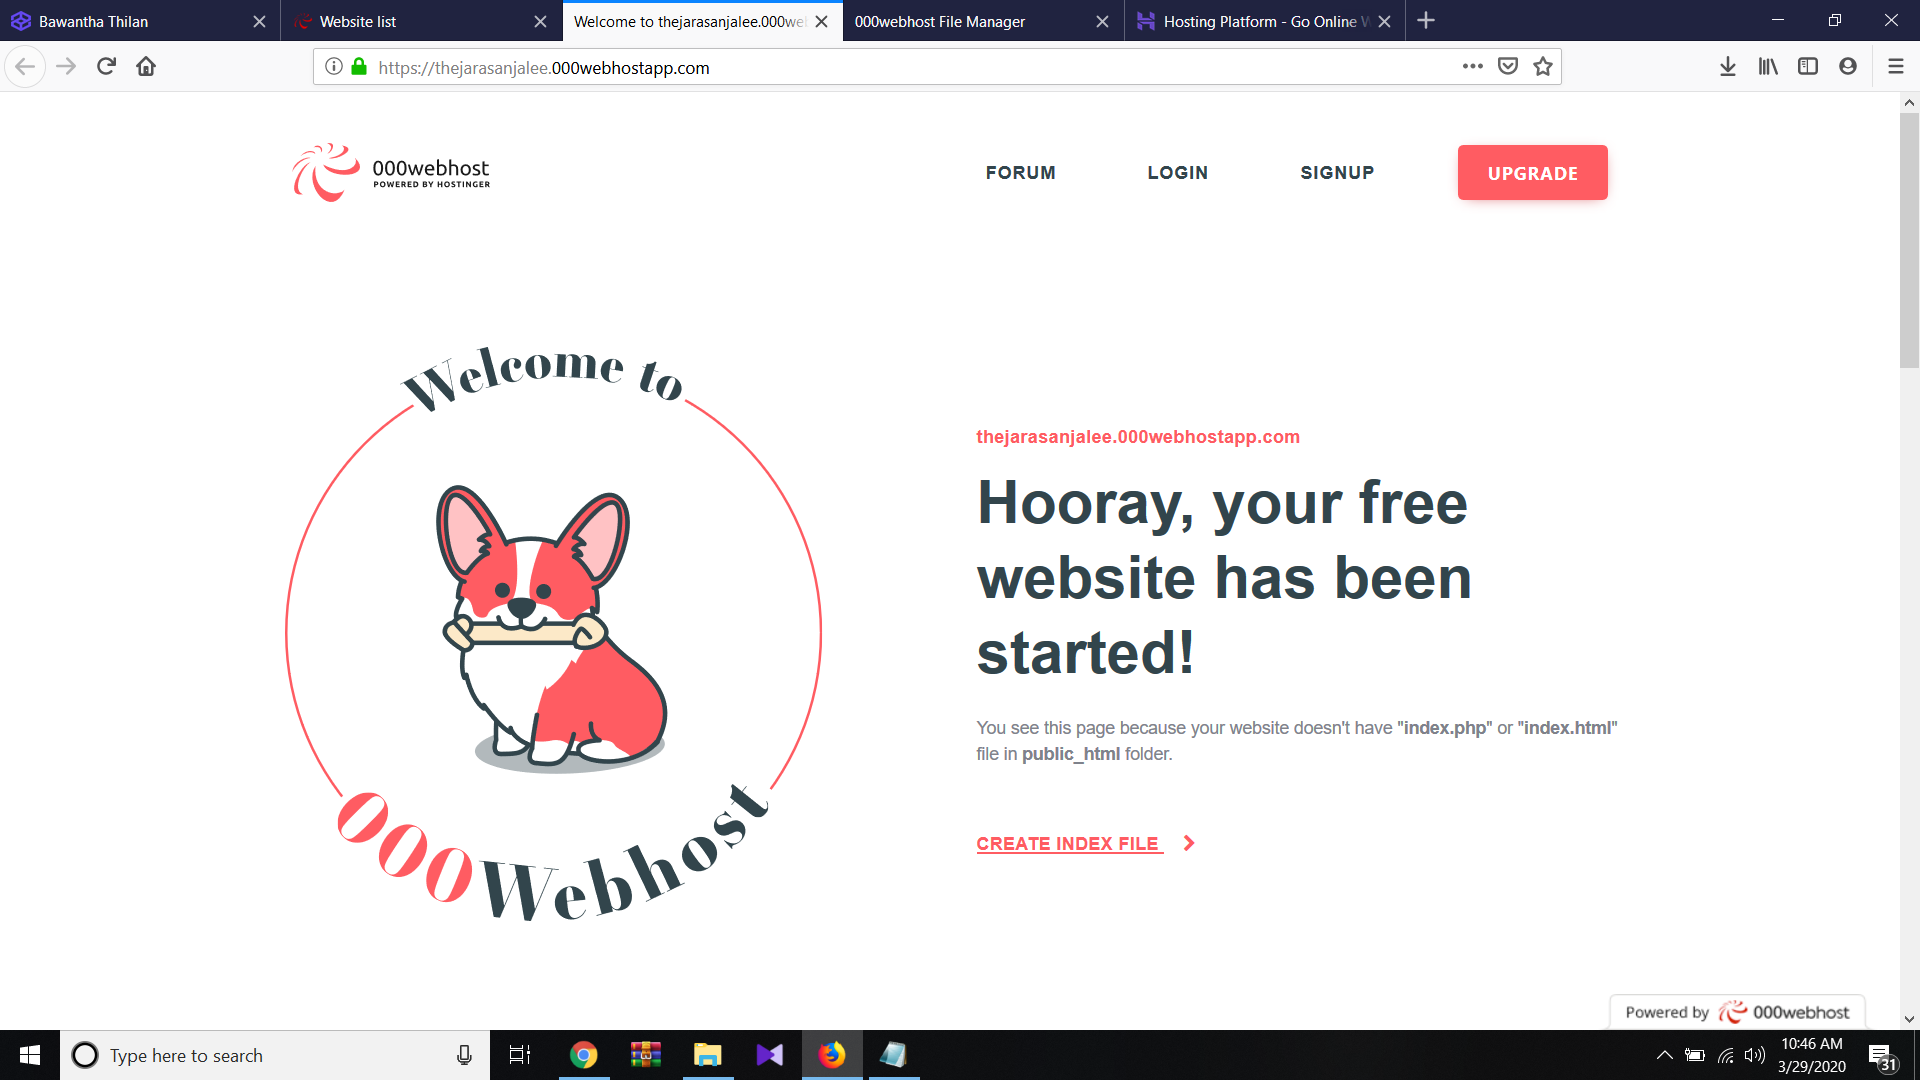 Bawantha Thilan
Website list
Welcome to thejarasanjalee.000we
000webhost File Manager
Hosting Platform - Go Online W
https://thejarasanjalee.000webhostapp.com
000webhost
POWERED BY HOSTINGER
FORUM
LOGIN
SIGNUP
UPGRADE
Welcome to
000Webhost
thejarasanjalee.000webhostapp.com
Hooray, your free
website has been
started!
You see this page because your website doesn't have "index.php" or "index.html"
file in public_html folder.
CREATE INDEX FILE
Powered by 000webhost
Type here to search
10:46 AM
3/29/2020
31